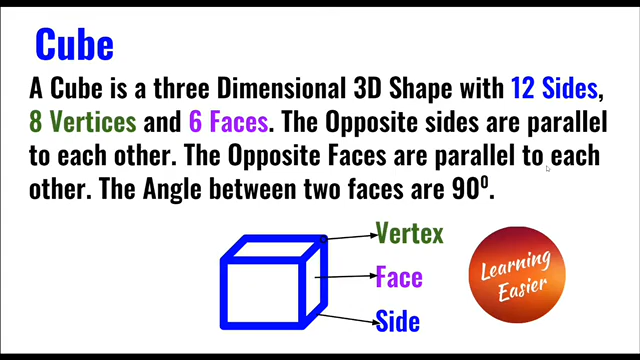 Cube
A Cube is a three Dimensional 3D Shape with 12 Sides,
8 Vertices and 6 Faces. The Opposite sides are parallel
to each other. The Opposite Faces are parallel to each
other. The Angle between two faces are 90⁰.
Vertex
Face
Side
Learning
Easier